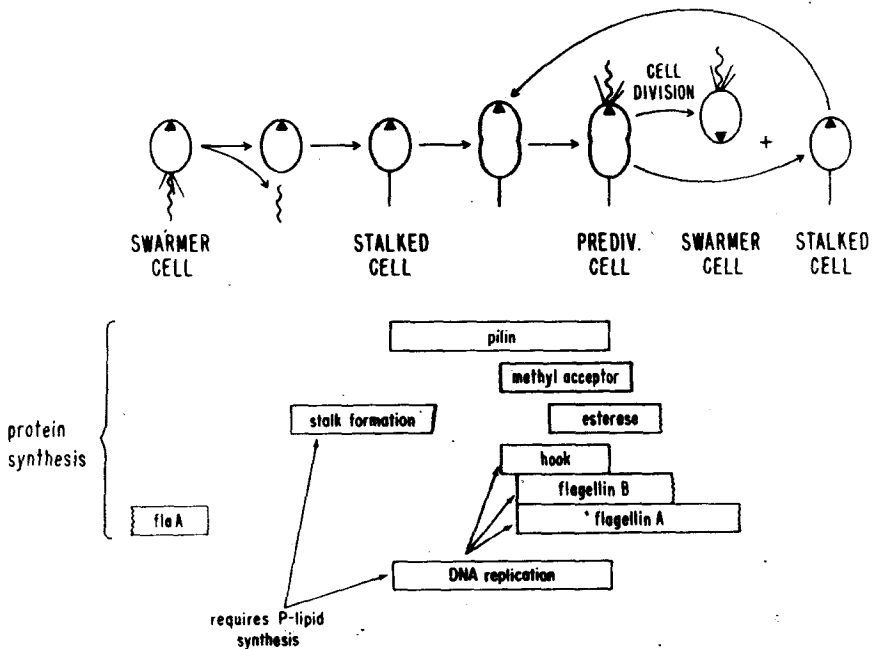 CELL
DIVISION
+
SWARMER
CELL
STALKED
CELL
PREDIV.
CELL
SWARMER
CELL
STALKED
CELL
pilin
methyl acceptor
stalk formation
esterase
protein
synthesis
hook
flagellin B
flaA
flagellin A
DNA replication
requires P-lipid
synthesis